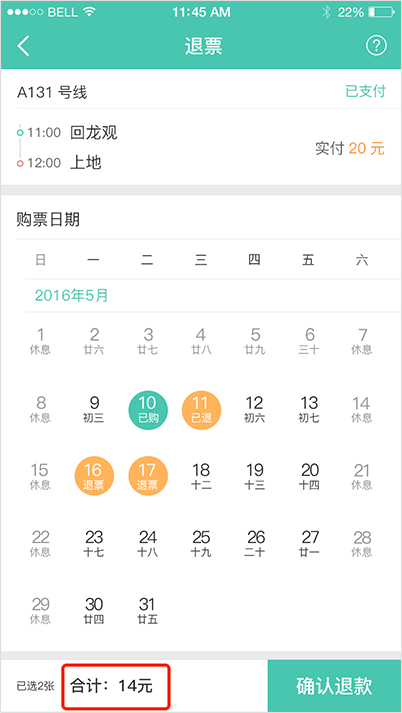 BELL 11:45 AM 22%
退票 ?
A131 号线 已支付
11:00 回龙观
实付 20 元
12:00 上地
购票日期
日 一 二 三 四 五 六
2016年5月
1 2 3 4 5 6 7
休息 廿六 廿七 廿八 廿九 三十 休息
8 9 10 11 12 13 14
休息 初三 已购 已退 初六 初七 休息
15 16 17 18 19 20 21
休息 退票 退票 十二 十三 十四 休息
22 23 24 25 26 27 28
休息 十七 十八 十九 二十 廿一 休息
29 30 31
休息 廿四 廿五
已选2张 合计：14元 确认退款